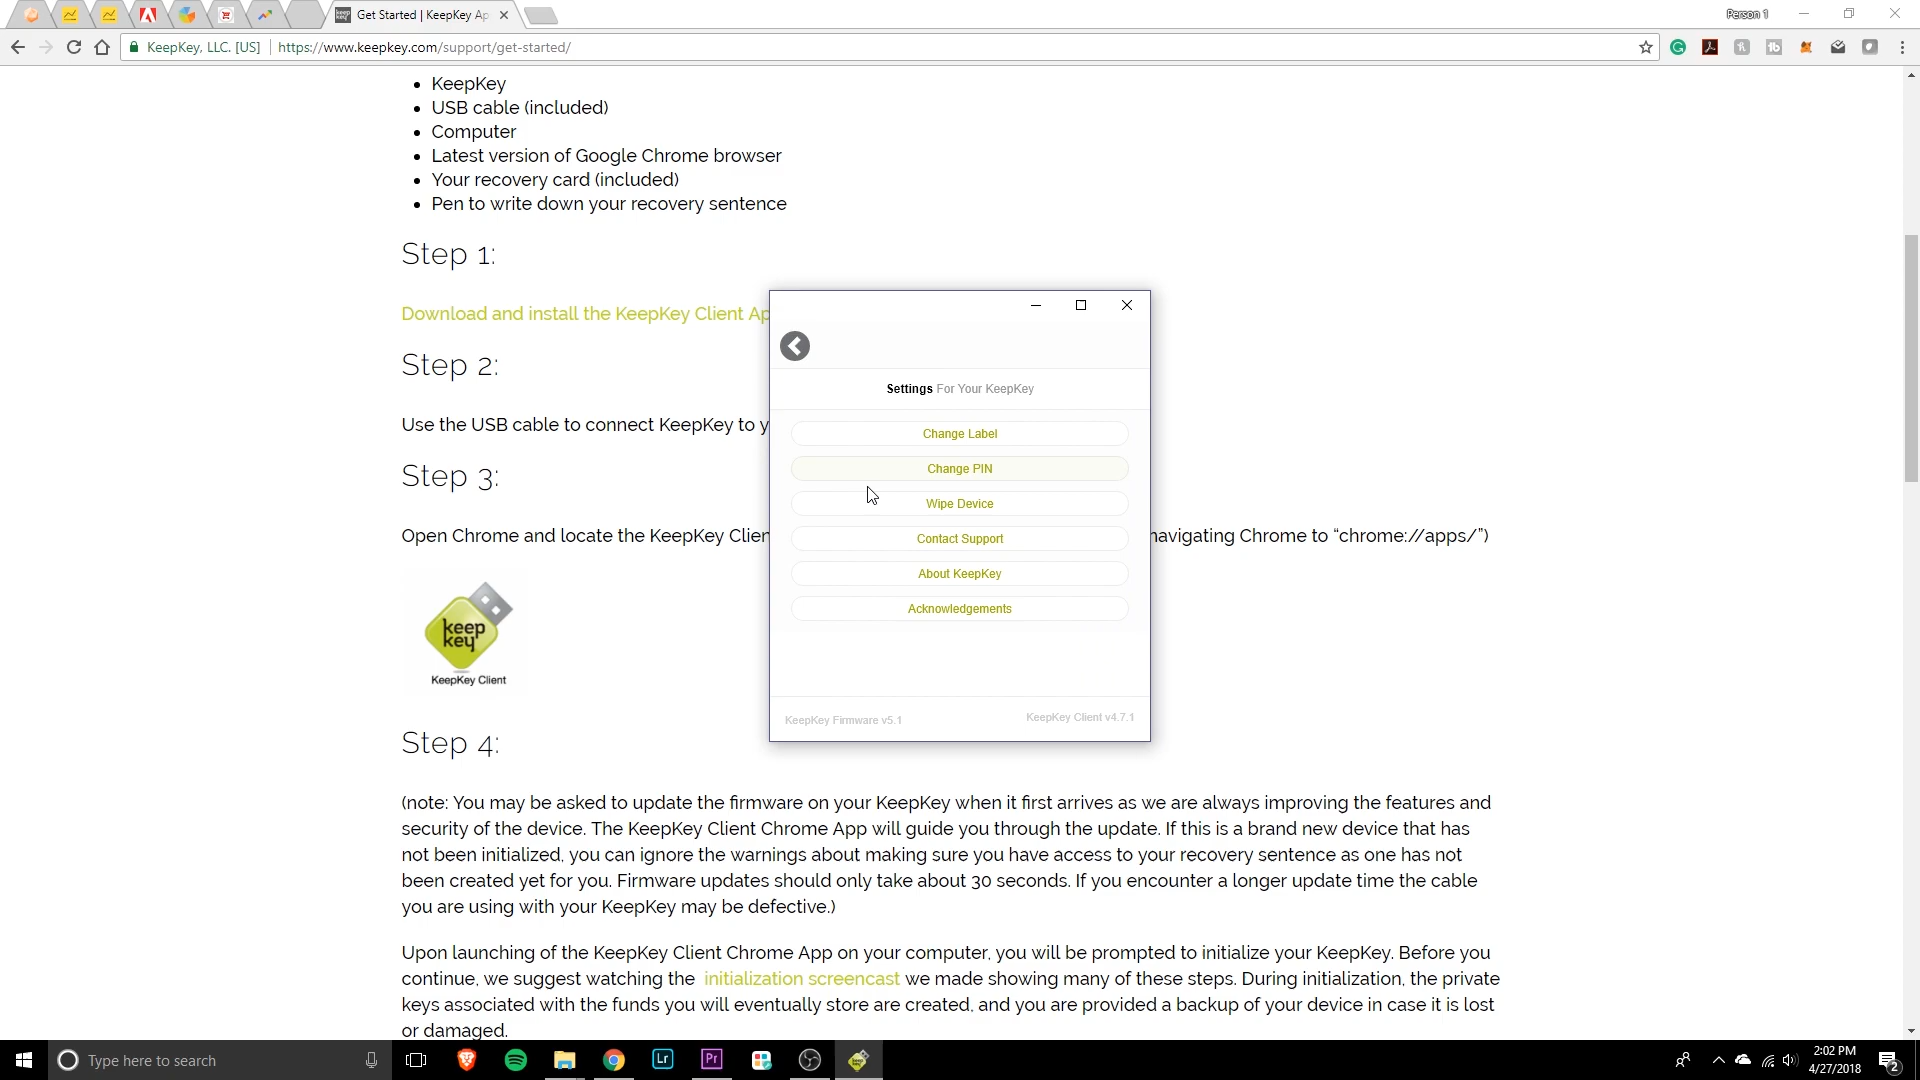 Get Started | KeepKey Ap
Person 1
KeepKey, LLC. [US]
https://www.keepkey.com/support/get-started/
KeepKey
USB cable (included)
Computer
Latest version of Google Chrome browser
Your recovery card (included)
Pen to write down your recovery sentence
Step 1:
Download and install the KeepKey Client Ap
Step 2:
Use the USB cable to connect KeepKey to y
Step 3:
Open Chrome and locate the KeepKey Clien
navigating Chrome to “chrome://apps/”)
keep
key
KeepKey Client
Settings For Your KeepKey
Change Label
Change PIN
Wipe Device
Contact Support
About KeepKey
Acknowledgements
KeepKey Firmware v5.1
KeepKey Client v4.7.1
Step 4:
(note: You may be asked to update the firmware on your KeepKey when it first arrives as we are always improving the features and
security of the device. The KeepKey Client Chrome App will guide you through the update. If this is a brand new device that has
not been initialized, you can ignore the warnings about making sure you have access to your recovery sentence as one has not
been created yet for you. Firmware updates should only take about 30 seconds. If you encounter a longer update time the cable
you are using with your KeepKey may be defective.)
Upon launching of the KeepKey Client Chrome App on your computer, you will be prompted to initialize your KeepKey. Before you
continue, we suggest watching the initialization screencast we made showing many of these steps. During initialization, the private
keys associated with the funds you will eventually store are created, and you are provided a backup of your device in case it is lost
or damaged.
Type here to search
Lr
Pr
2:02 PM
4/27/2018
2